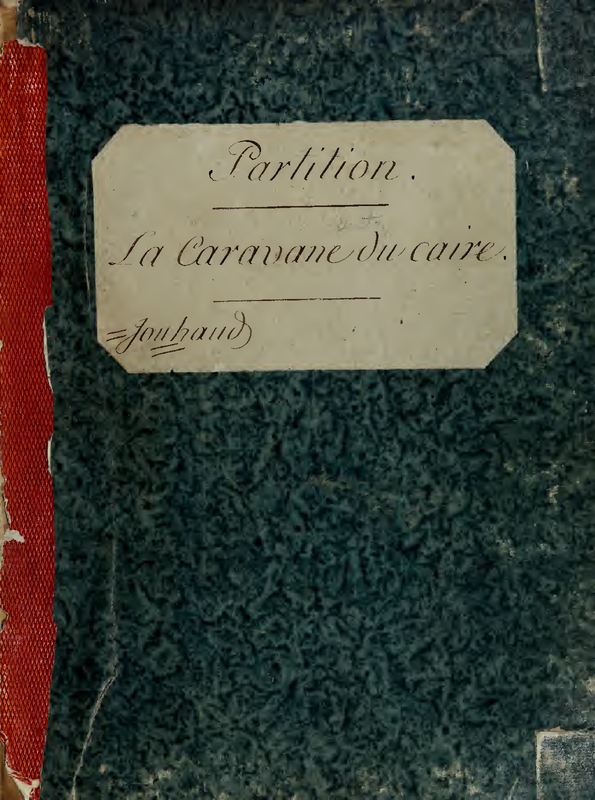 Partition.
La Caravane du caire.
=Jouhaud